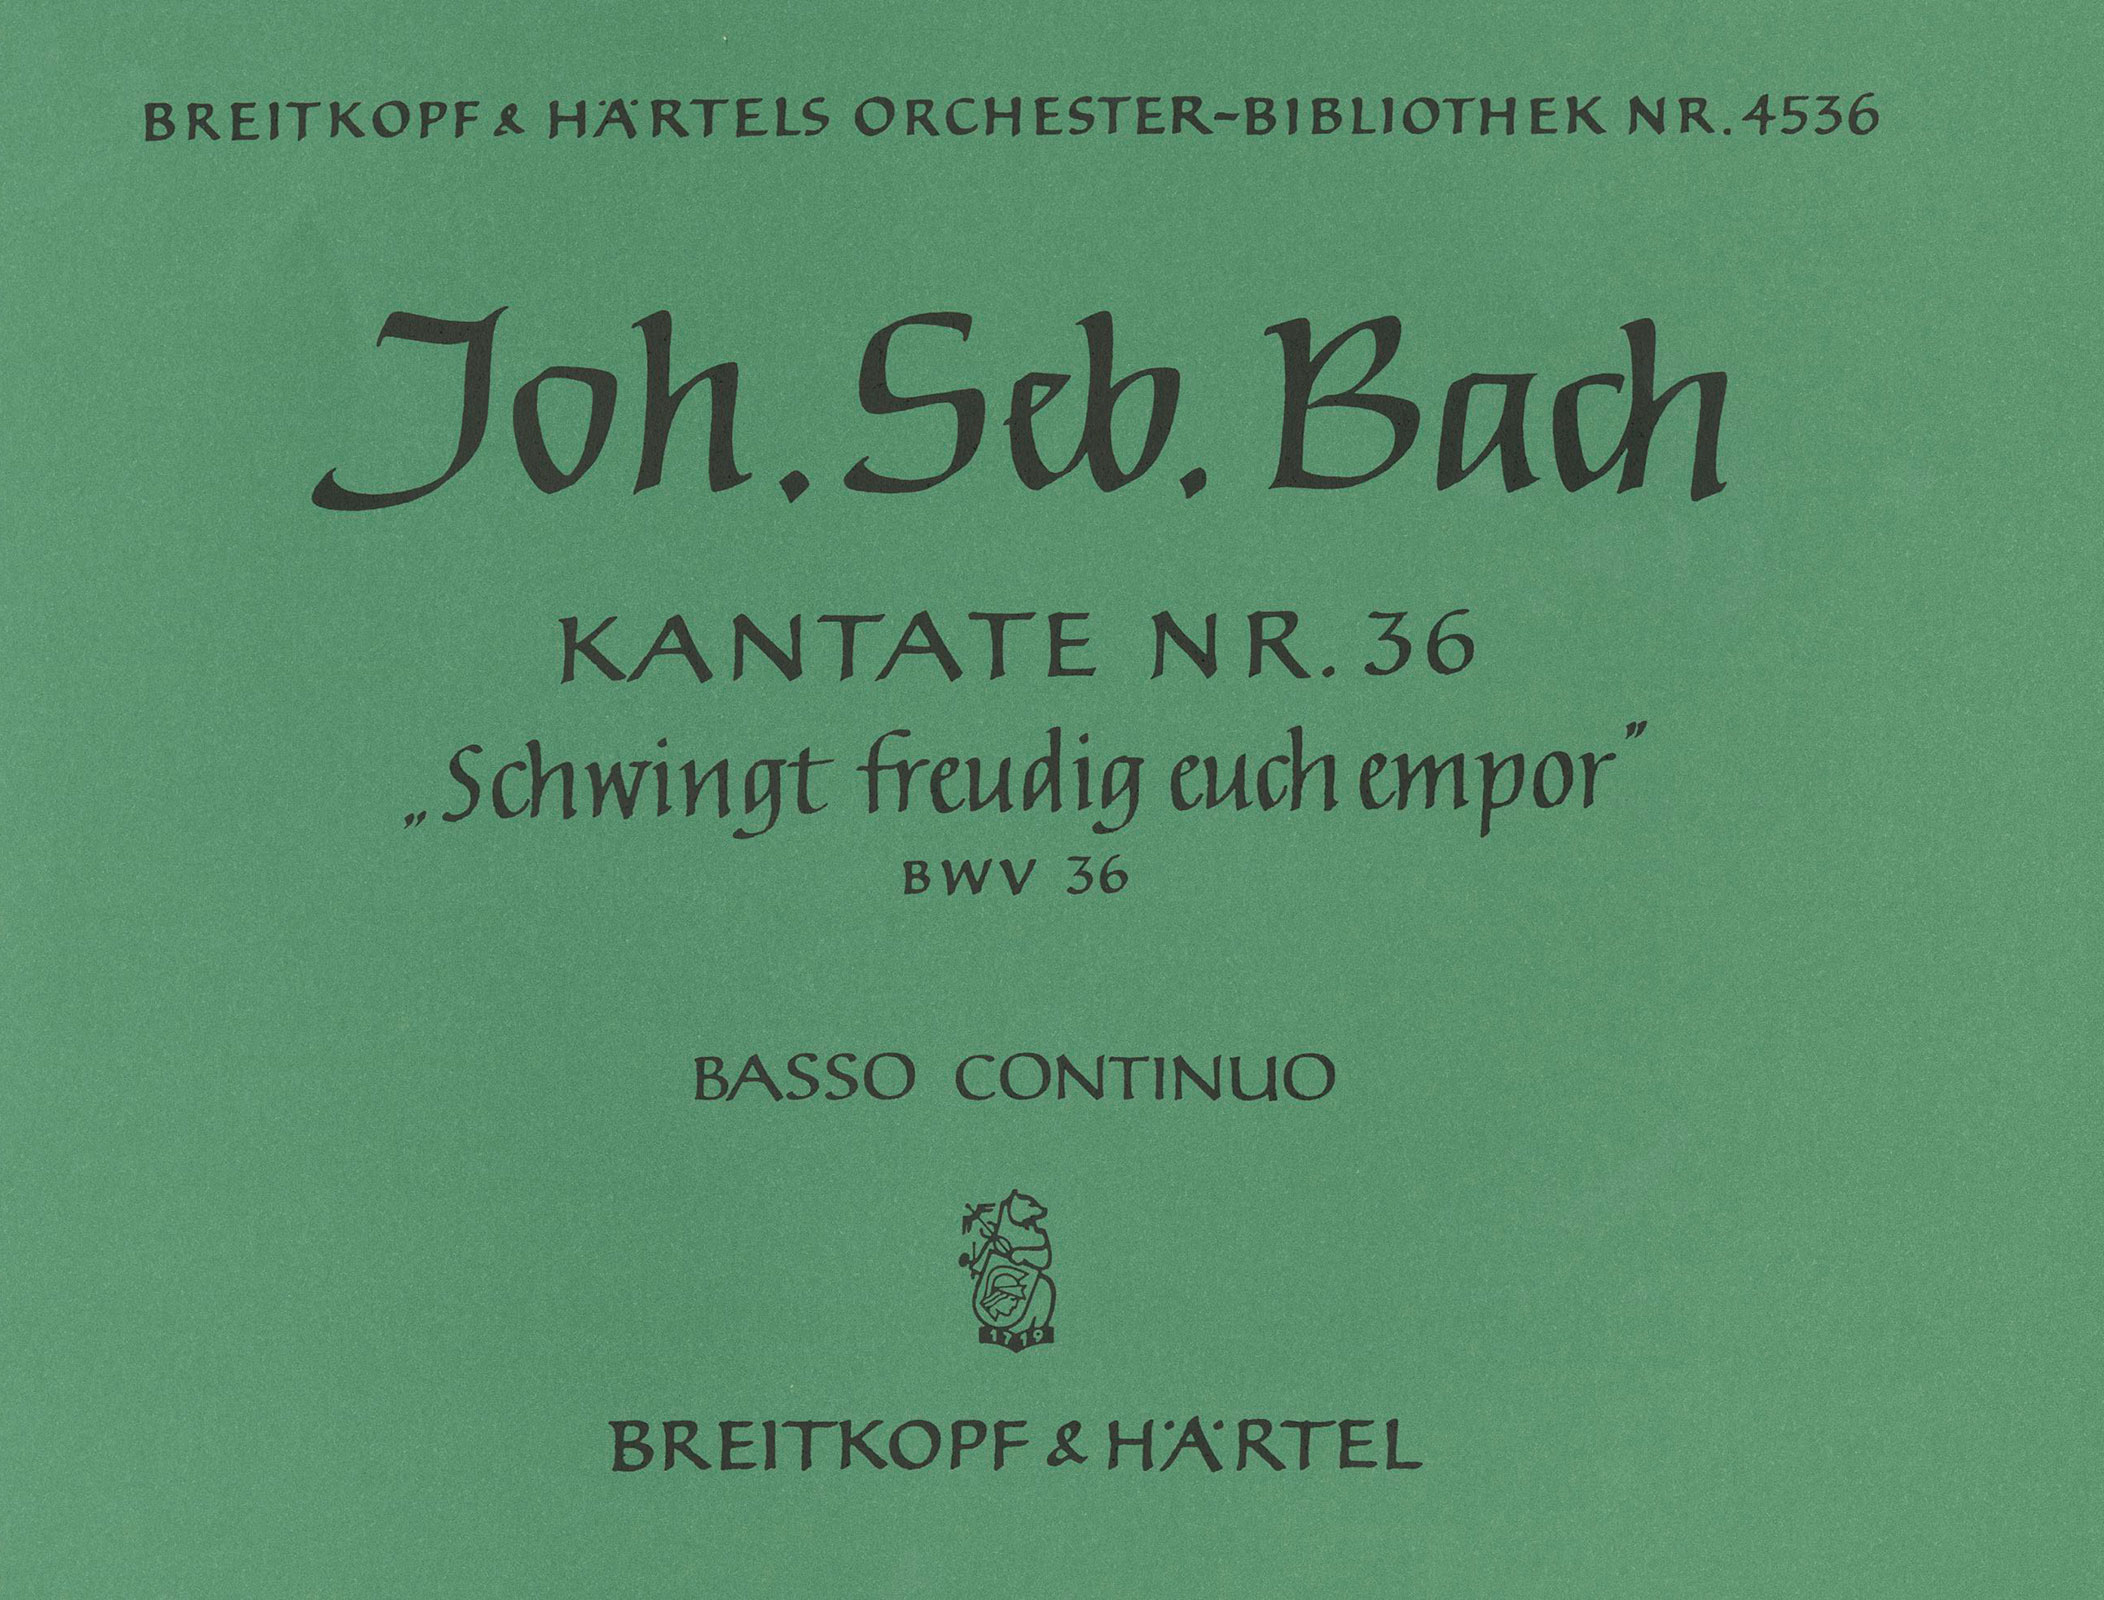 BREITKOPF & HÄRTELS ORCHESTER-BIBLIOTHEK NR. 4536
Joh. Seb. Bach
KANTATE NR. 36
„Schwingt freudig euch empor”
BWV 36
BASSO CONTINUO
1719
BREITKOPF & HÄRTEL